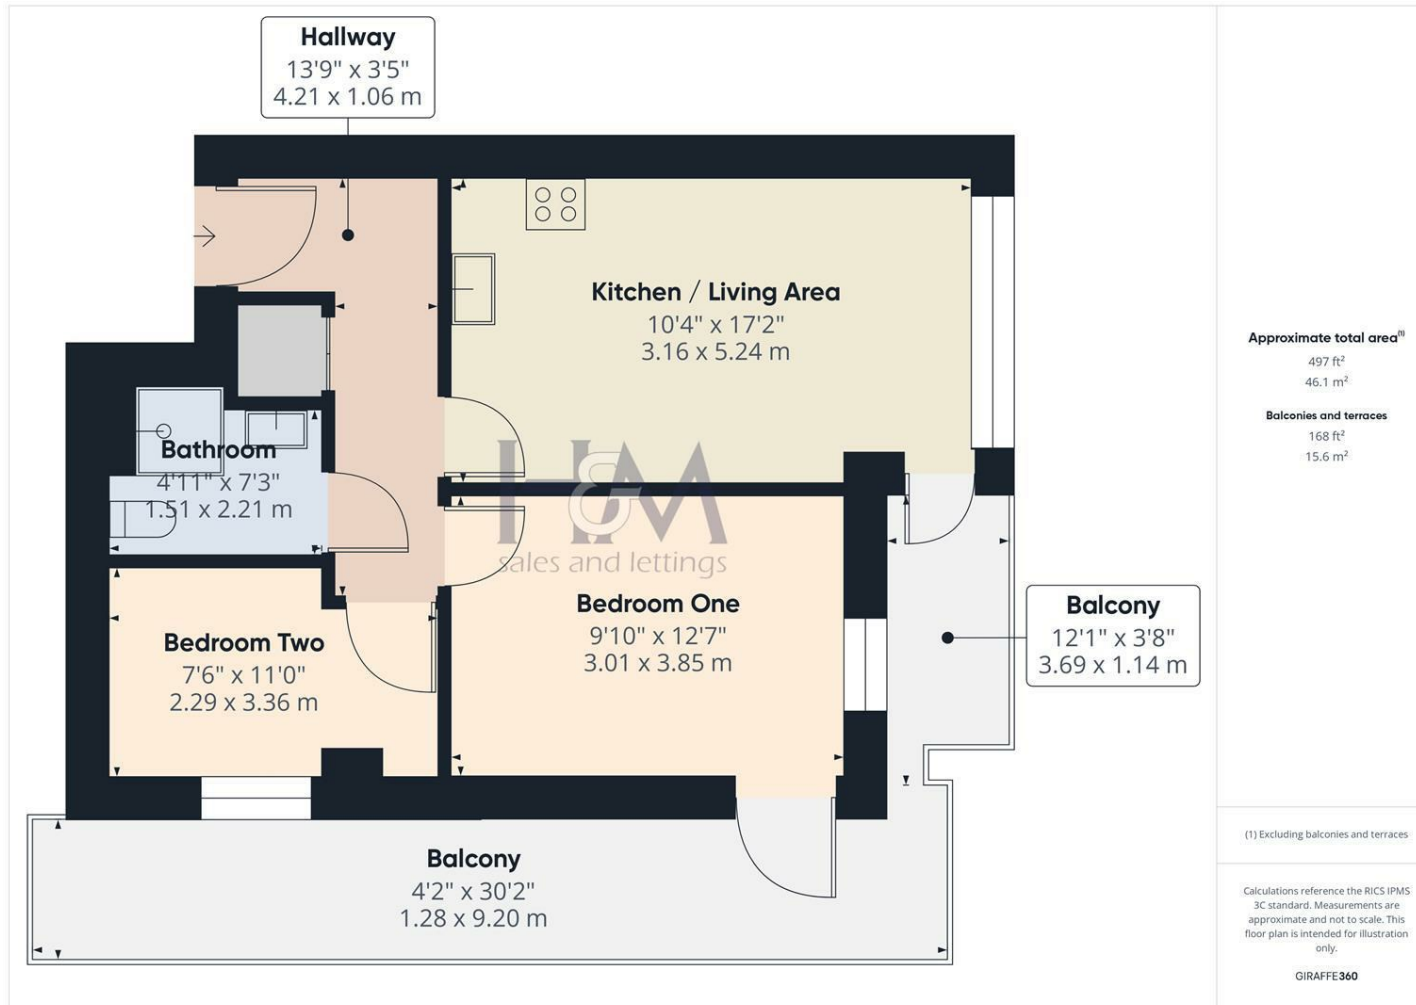 Hallway
13'9" x 3'5"
4.21 x 1.06 m
Kitchen / Living Area
10'4" x 17'2"
3.16 x 5.24 m
Approximate total area(1)
497 ft²
46.1 m²
Balconies and terraces
168 ft²
15.6 m²
Bathroom
4'11" x 7'3"
1.51 x 2.21 m
H&M
sales and lettings
Bedroom One
9'10" x 12'7"
3.01 x 3.85 m
Balcony
12'1" x 3'8"
3.69 x 1.14 m
Bedroom Two
7'6" x 11'0"
2.29 x 3.36 m
Balcony
4'2" x 30'2"
1.28 x 9.20 m
(1) Excluding balconies and terraces
Calculations reference the RICS IPMS
3C standard. Measurements are
approximate and not to scale. This
floor plan is intended for illustration
only.
GIRAFFE360